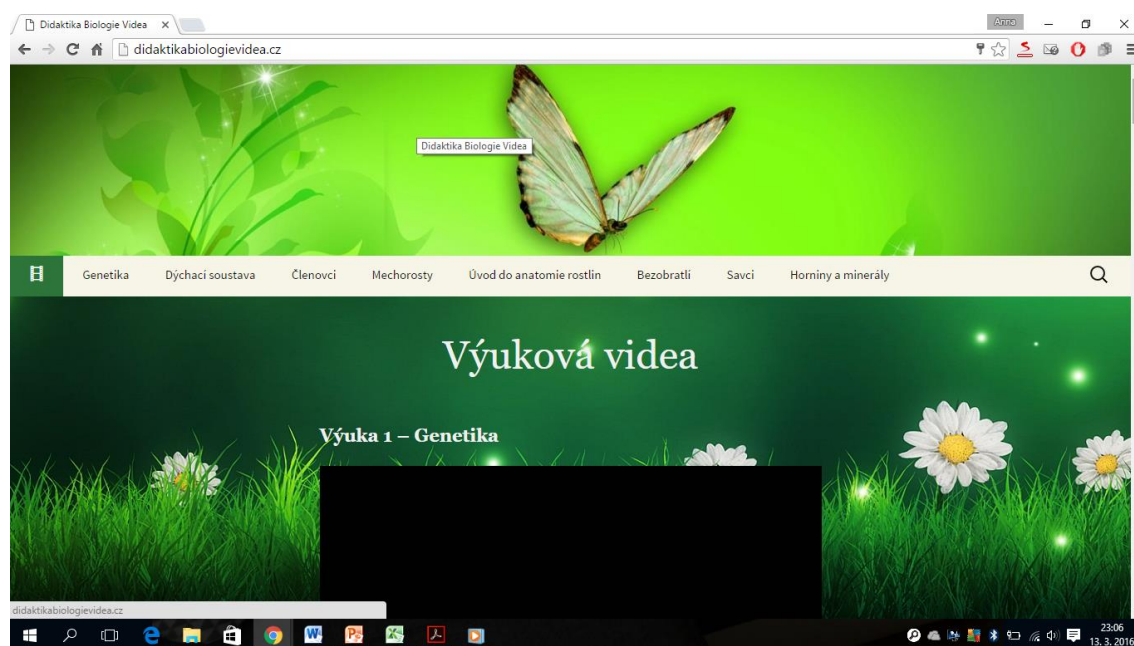 Didaktika Biologie Videa
Anna
didaktikabiologievidea.cz
Didaktika Biologie Videa
Genetika Dýchací soustava Členovci Mechorosty Úvod do anatomie rostlin Bezobratlí Savci Horniny a minerály
Výuková videa
Výuka 1 – Genetika
didaktikabiologievidea.cz
23:06
13. 3. 2016